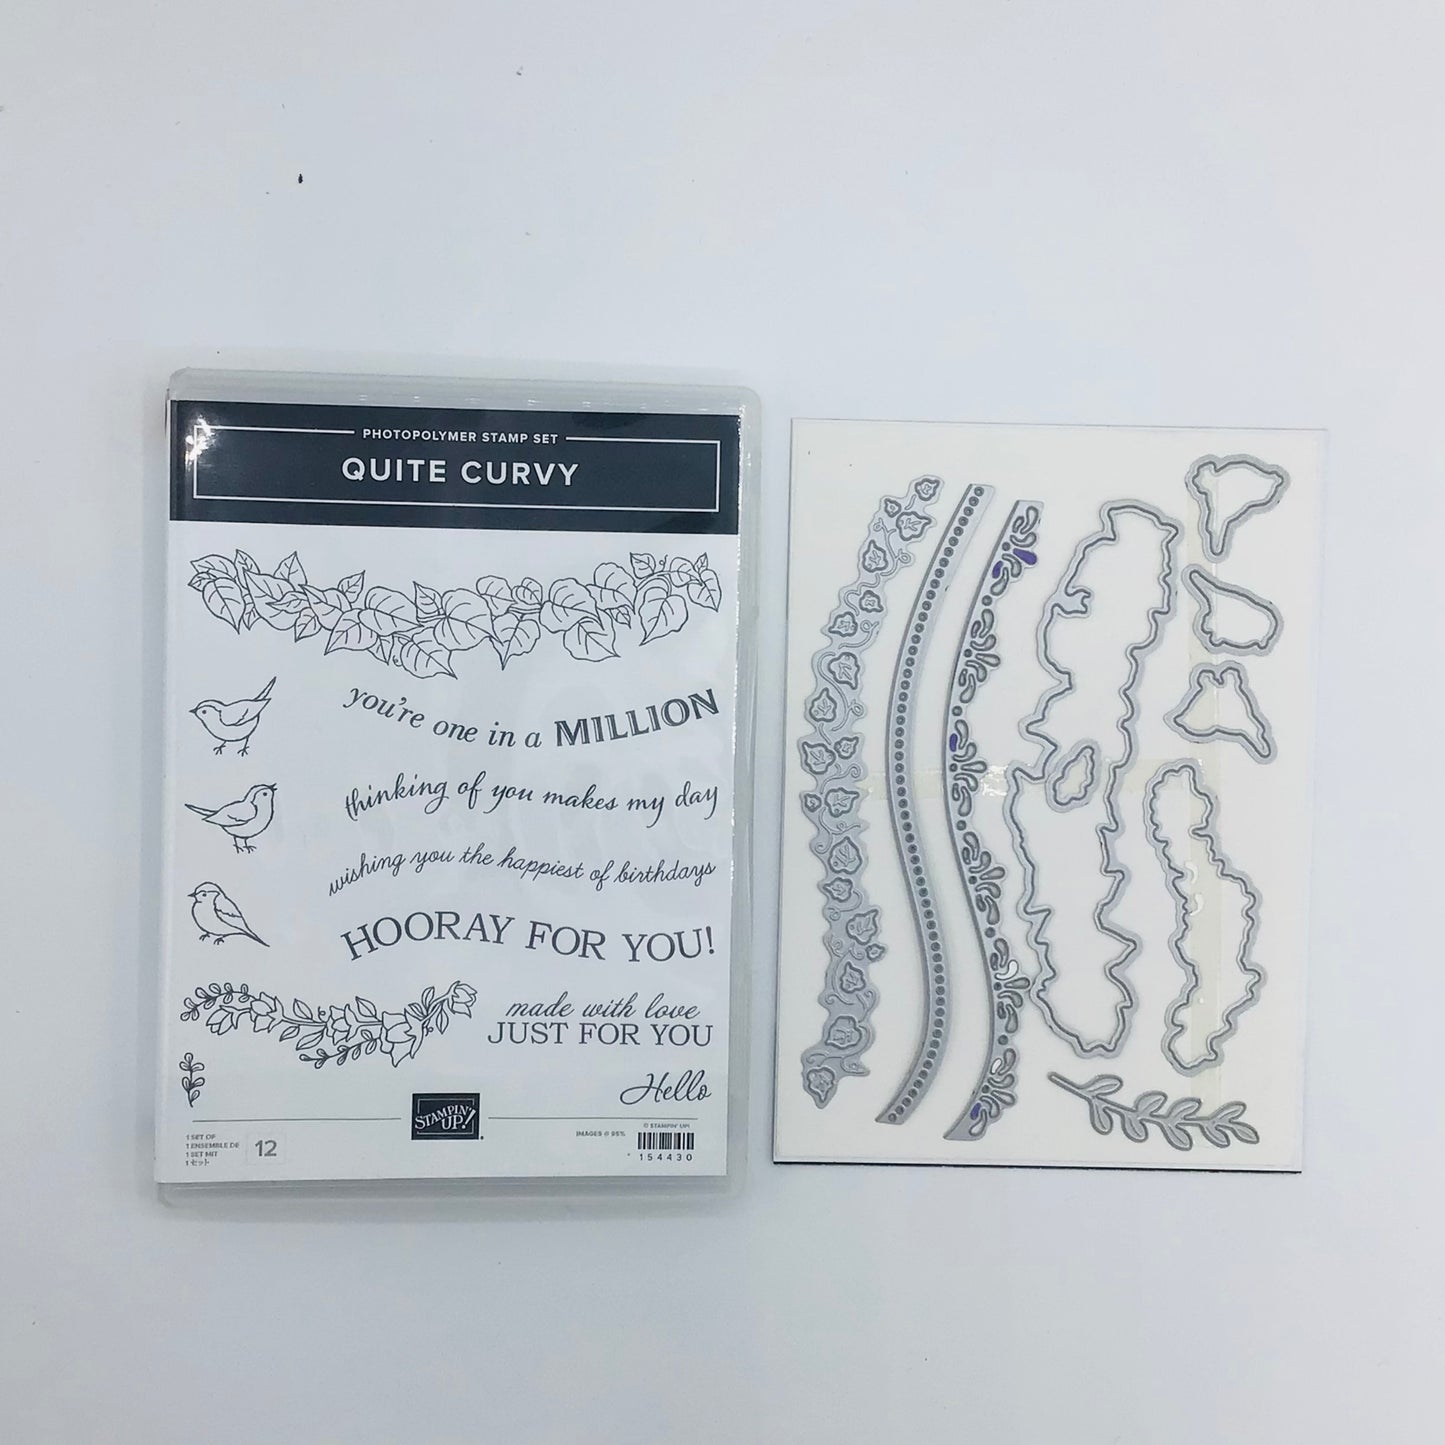 PHOTOPOLYMER STAMP SET
QUITE CURVY
you're one in a MILLION
thinking of you makes my day
wishing you the happiest of birthdays
HOORAY FOR YOU!
made with love
JUST FOR YOU
Hello
STAMPIN' UP!
1 SET OF
1 ENSEMBLE DE
1 SET MIT
1 セット
12
IMAGES @ 95%
© STAMPIN' UP!
154430